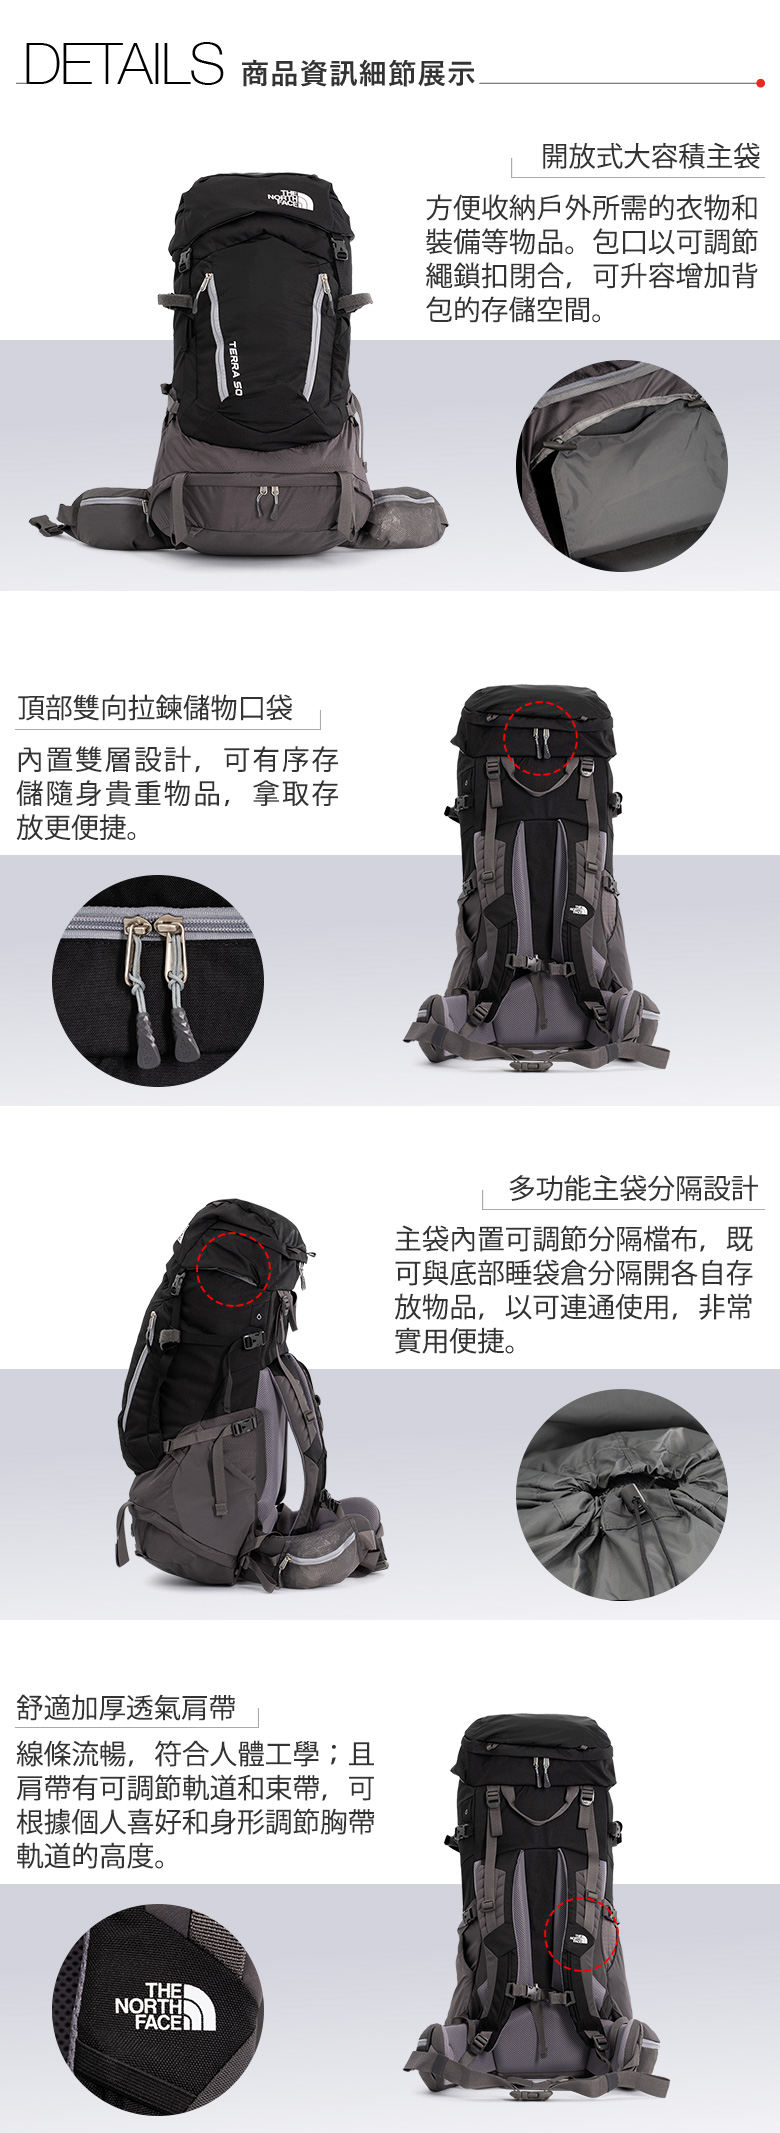 DETAILS 商品資訊細節展示
開放式大容積主袋
方便收納戶外所需的衣物和
裝備等物品。包口以可調節
繩鎖扣閉合，可升容增加背
包的存儲空間。
THE
NORTH
FACE
TERRA 50
頂部雙向拉鍊儲物口袋
內置雙層設計，可有序存
儲隨身貴重物品，拿取存
放更便捷。
多功能主袋分隔設計
主袋內置可調節分隔檔布，既
可與底部睡袋倉分隔開各自存
放物品，以可連通使用，非常
實用便捷。
舒適加厚透氣肩帶
線條流暢，符合人體工學；且
肩帶有可調節軌道和束帶，可
根據個人喜好和身形調節胸帶
軌道的高度。
THE
NORTH
FACE